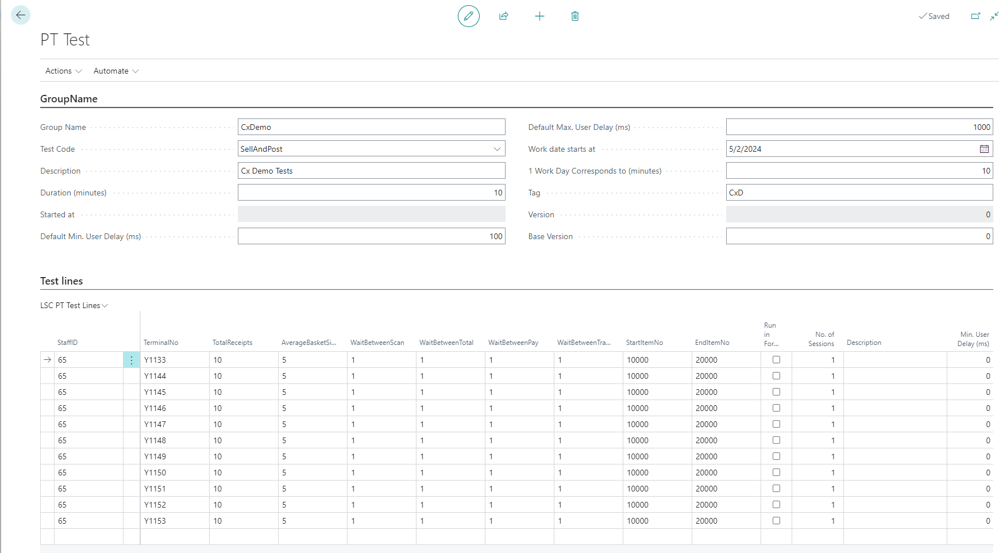 Saved
PT Test
Actions Automate
GroupName
Group Name CxDemo Default Max. User Delay (ms) 1000
Test Code SellAndPost Work date starts at 5/2/2024
Description Cx Demo Tests 1 Work Day Corresponds to (minutes) 10
Duration (minutes) 10 Tag CxD
Started at Version 0
Default Min. User Delay (ms) 100 Base Version 0
Test lines
LSC PT Test Lines
StaffID TerminalNo TotalReceipts AverageBasketSi... WaitBetweenScan WaitBetweenTotal WaitBetweenPay WaitBetweenTra... StartItemNo EndItemNo Run in For... No. of Sessions Description Min. User Delay (ms)
65 Y1133 10 5 1 1 1 1 10000 20000 1 0
65 Y1144 10 5 1 1 1 1 10000 20000 1 0
65 Y1145 10 5 1 1 1 1 10000 20000 1 0
65 Y1146 10 5 1 1 1 1 10000 20000 1 0
65 Y1147 10 5 1 1 1 1 10000 20000 1 0
65 Y1148 10 5 1 1 1 1 10000 20000 1 0
65 Y1149 10 5 1 1 1 1 10000 20000 1 0
65 Y1150 10 5 1 1 1 1 10000 20000 1 0
65 Y1151 10 5 1 1 1 1 10000 20000 1 0
65 Y1152 10 5 1 1 1 1 10000 20000 1 0
65 Y1153 10 5 1 1 1 1 10000 20000 1 0